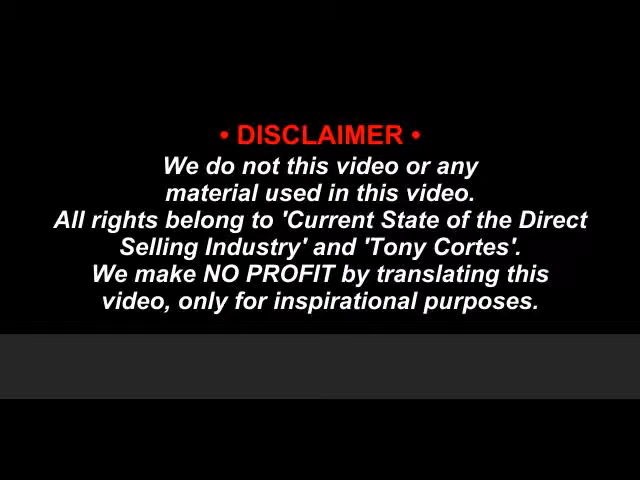 • DISCLAIMER •
We do not this video or any
material used in this video.
All rights belong to 'Current State of the Direct
Selling Industry' and 'Tony Cortes'.
We make NO PROFIT by translating this
video, only for inspirational purposes.